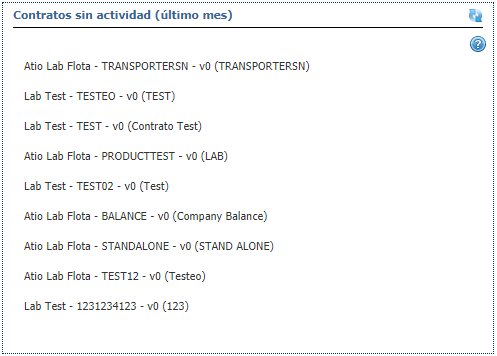 Contratos sin actividad (último mes)
Atio Lab Flota - TRANSPORTERSN - v0 (TRANSPORTERSN)
Lab Test - TESTEO - v0 (TEST)
Lab Test - TEST - v0 (Contrato Test)
Atio Lab Flota - PRODUCTTEST - v0 (LAB)
Lab Test - TEST02 - v0 (Test)
Atio Lab Flota - BALANCE - v0 (Company Balance)
Atio Lab Flota - STANDALONE - v0 (STAND ALONE)
Atio Lab Flota - TEST12 - v0 (Testeo)
Lab Test - 1231234123 - v0 (123)